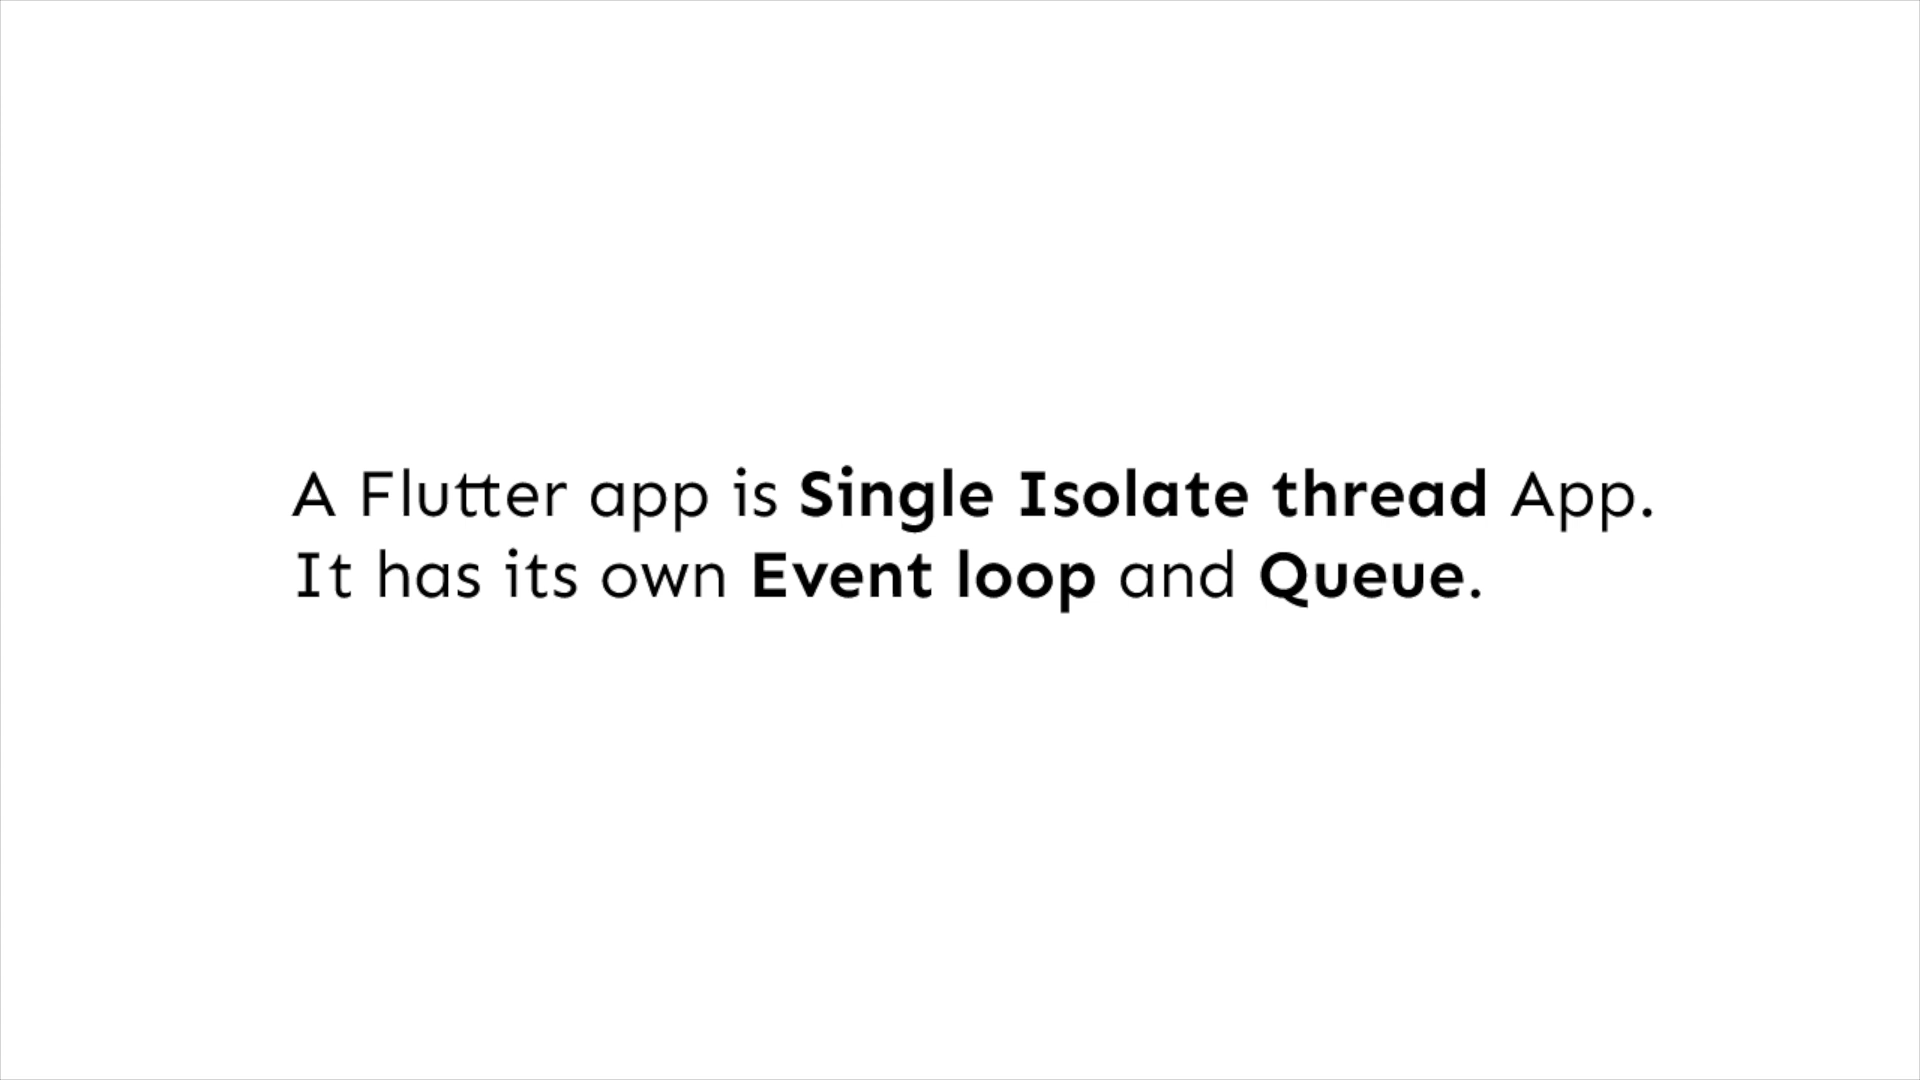 A Flutter app is Single Isolate thread App.
It has its own Event loop and Queue.